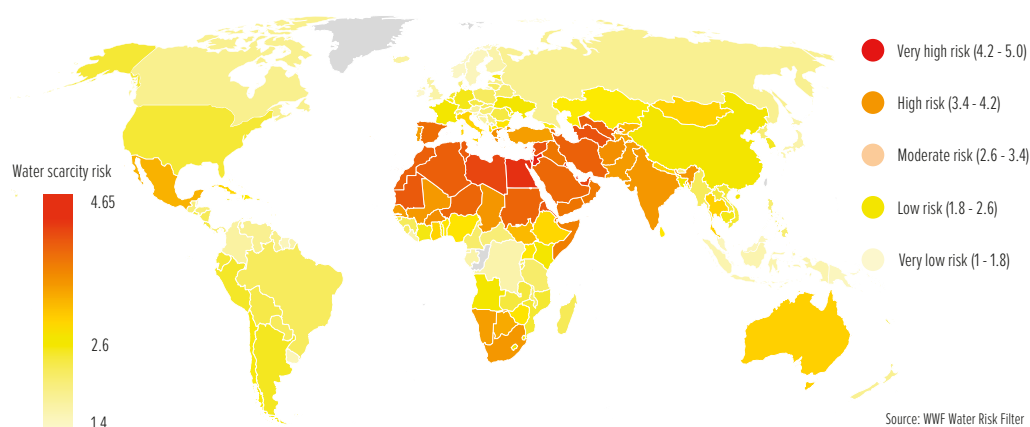 Water scarcity risk
4.65
2.6
1.4
Very high risk (4.2 - 5.0)
High risk (3.4 - 4.2)
Moderate risk (2.6 - 3.4)
Low risk (1.8 - 2.6)
Very low risk (1 - 1.8)
Source: WWF Water Risk Filter